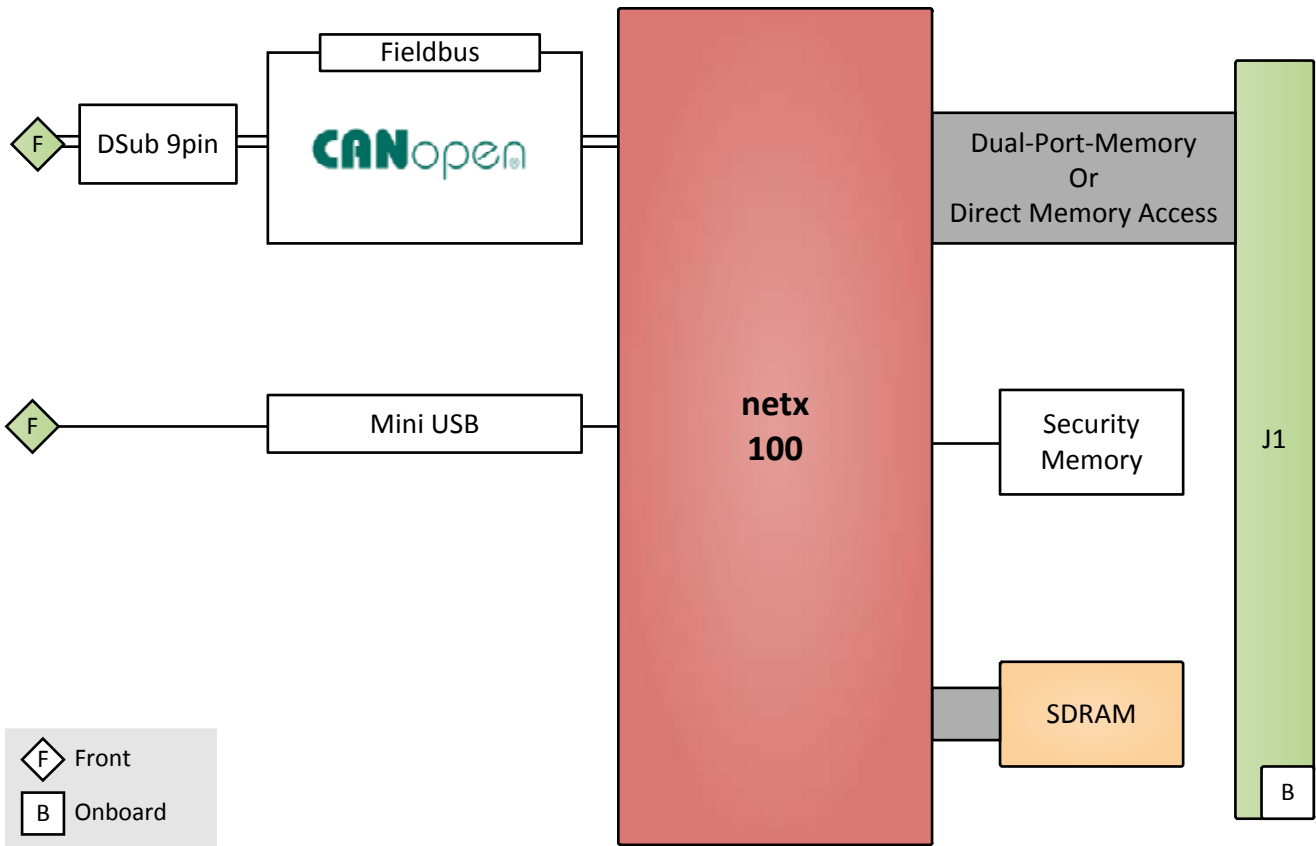 Fieldbus
F
DSub 9pin
CANopen®
Dual-Port-Memory
Or
Direct Memory Access
F
Mini USB
netx
100
Security
Memory
J1
SDRAM
F Front
B Onboard
B